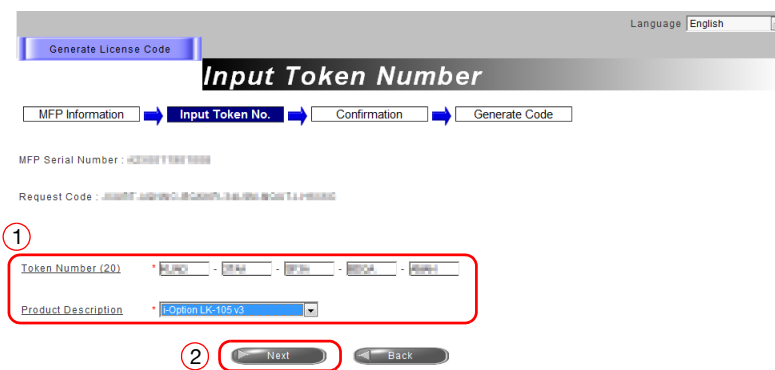 Language English
Generate License Code
Input Token Number
MFP Information Input Token No. Confirmation Generate Code
MFP Serial Number :
Request Code :
1
Token Number (20) * - - - -
Product Description * i-Option LK-105 v3
2 Next Back